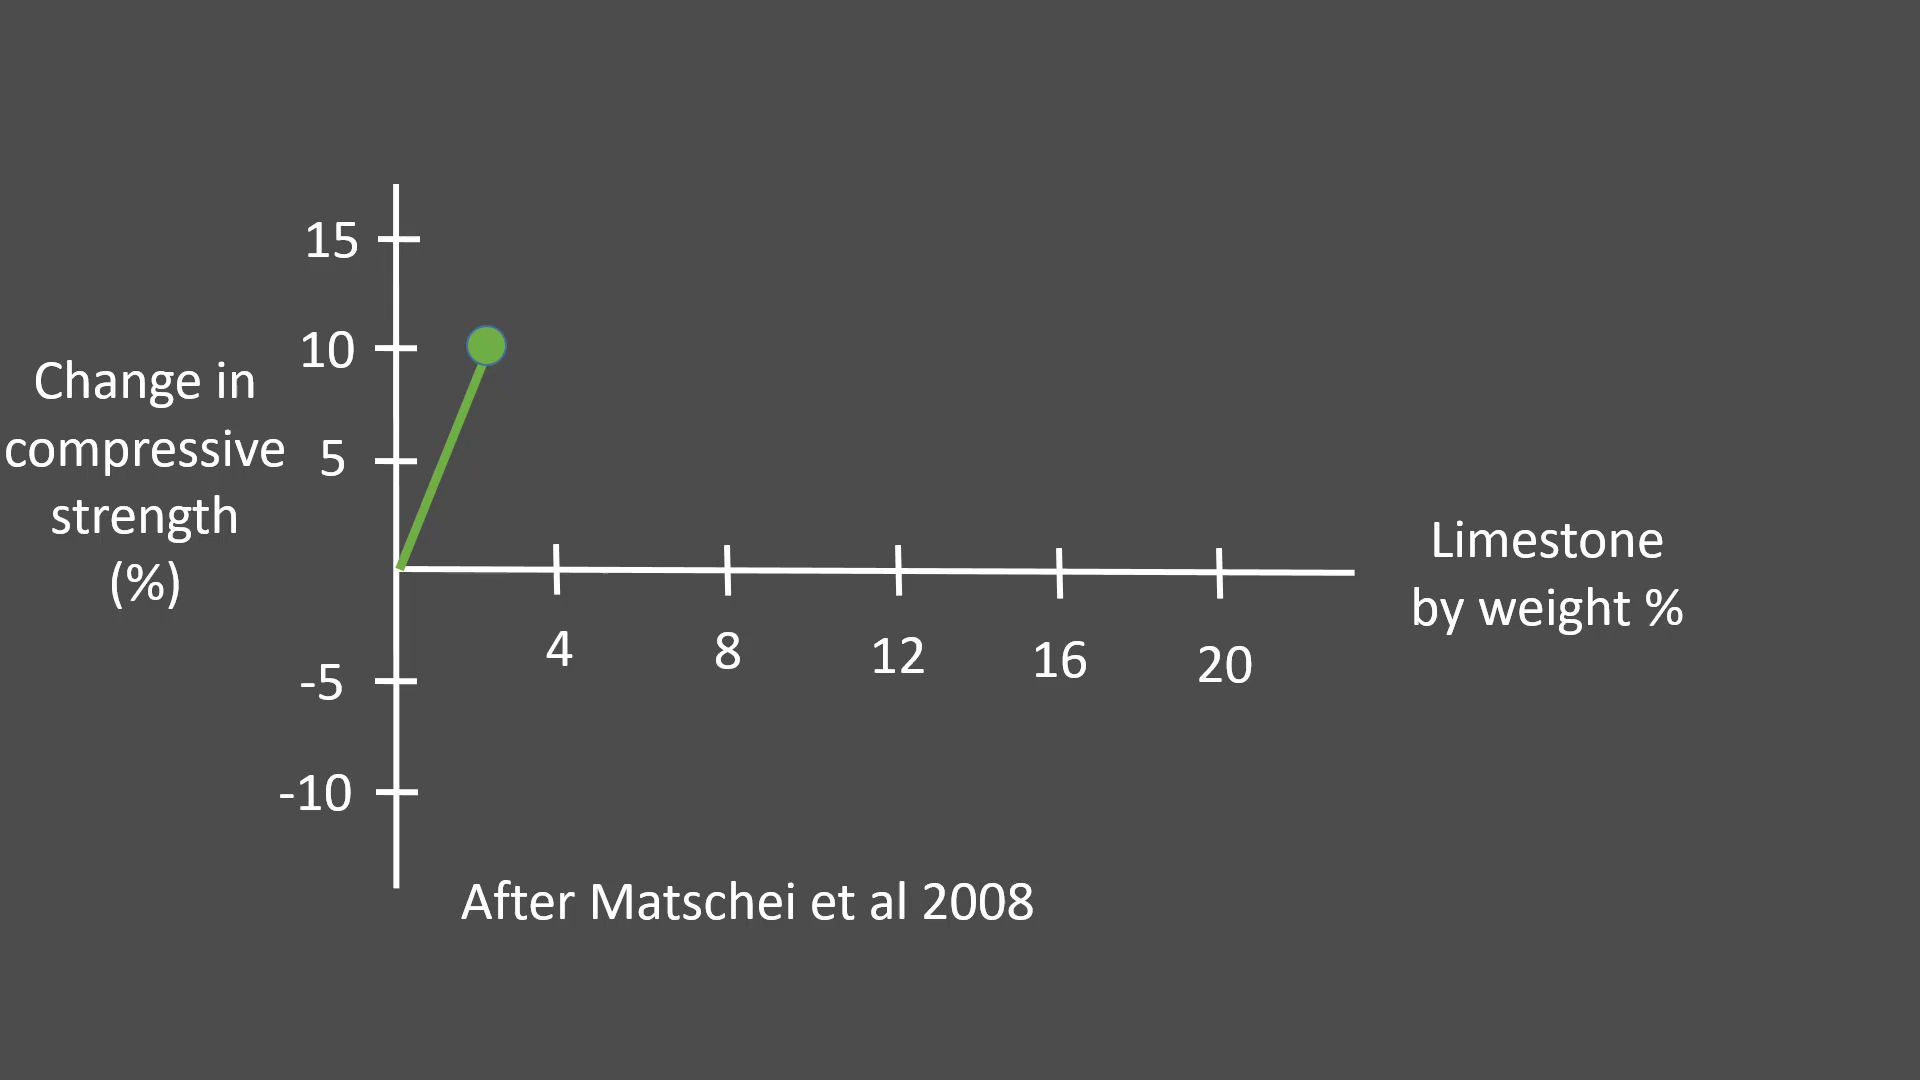 15
10
Change in
compressive
strength
(%)
5
Limestone
by weight %
4
8
12
16
20
-5
-10
After Matschei et al 2008